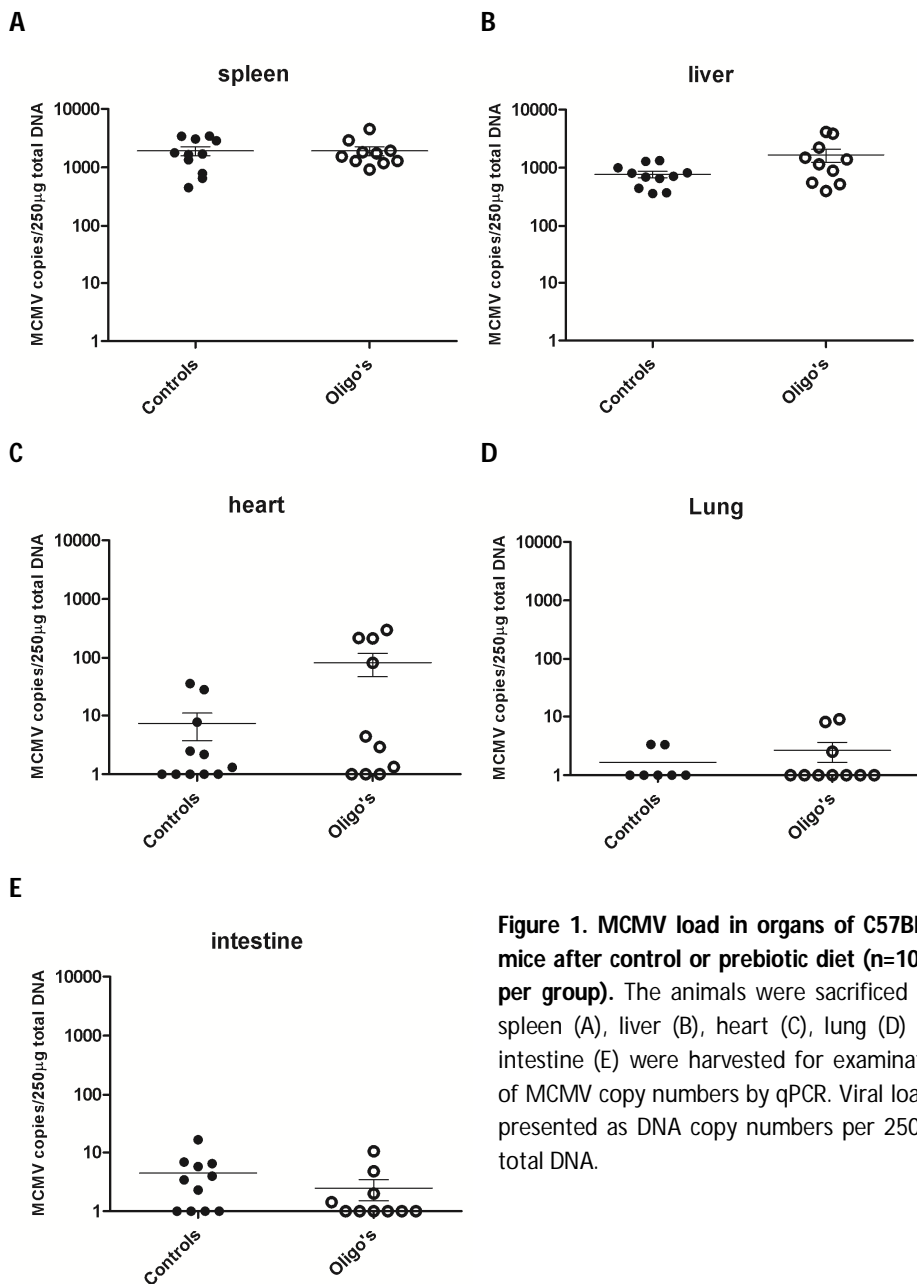 A
spleen
MCMV copies/250µg total DNA
10000
1000
100
10
1
Controls
Oligo's
B
liver
MCMV copies/250µg total DNA
10000
1000
100
10
1
Controls
Oligo's
C
heart
MCMV copies/250µg total DNA
10000
1000
100
10
1
Controls
Oligo's
D
Lung
MCMV copies/250µg total DNA
10000
1000
100
10
1
Controls
Oligo's
E
intestine
MCMV copies/250µg total DNA
10000
1000
100
10
1
Controls
Oligo's
Figure 1. MCMV load in organs of C57Bl
mice after control or prebiotic diet (n=10
per group). The animals were sacrificed
spleen (A), liver (B), heart (C), lung (D)
intestine (E) were harvested for examinat
of MCMV copy numbers by qPCR. Viral loa
presented as DNA copy numbers per 250
total DNA.